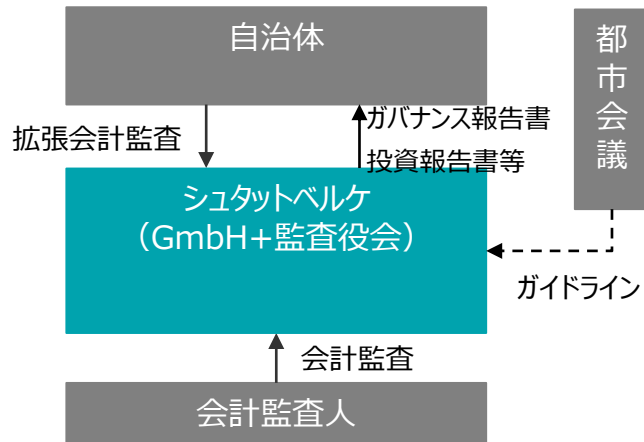 自治体
都市会議
拡張会計監査
ガバナンス報告書
投資報告書等
シュタットベルケ
（GmbH+監査役会）
ガイドライン
会計監査
会計監査人